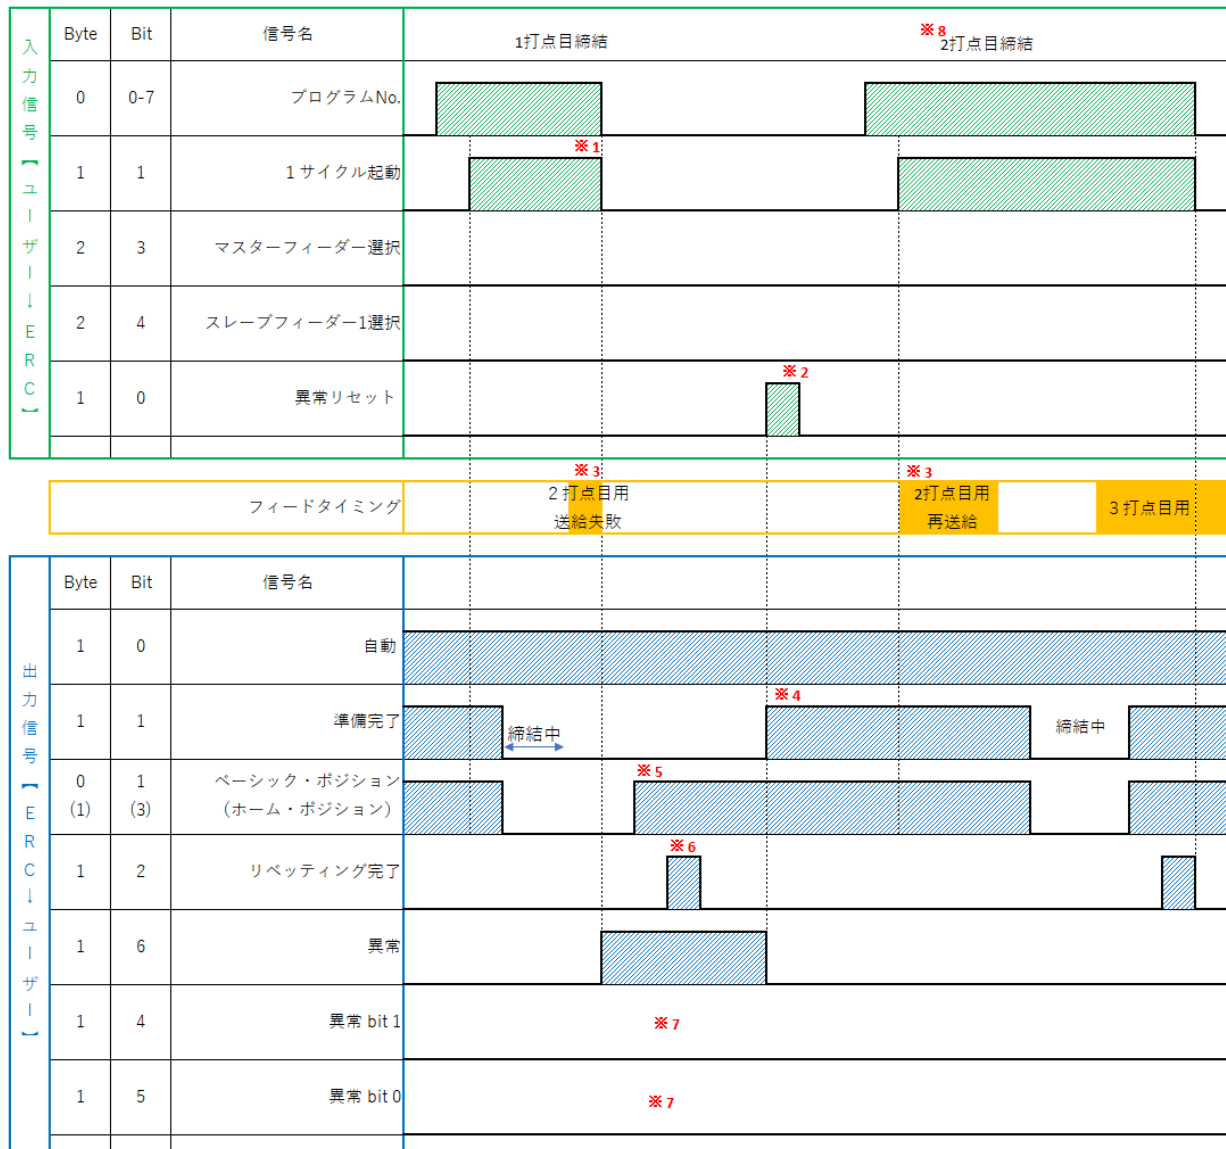 入力信号【ユーザー→ERC】
Byte Bit 信号名 1打点目締結 ※8 2打点目締結
0 0-7 プログラムNo.
※1
1 1 1サイクル起動
2 3 マスターフィーダー選択
2 4 スレーブフィーダー1選択
※2
1 0 異常リセット
※3 ※3
フィードタイミング
2打点目用
送給失敗
2打点目用
再送給
3打点目用
出力信号【ERC→ユーザー】
Byte Bit 信号名
1 0 自動
※4
1 1 準備完了 締結中 締結中
※5
0 1 ベーシック・ポジション
(1) (3) (ホーム・ポジション)
※6
1 2 リベッティング完了
1 6 異常
1 4 異常 bit 1 ※7
1 5 異常 bit 0 ※7